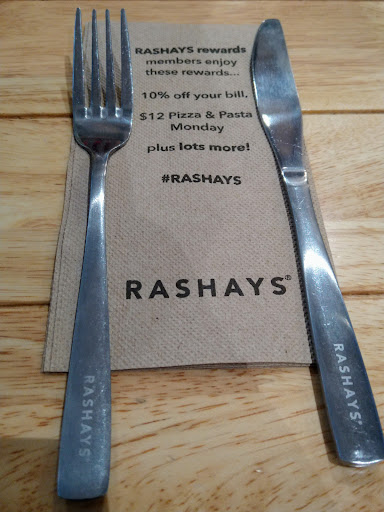 RASHAYS rewards
members enjoy
these rewards...
10% off your bill,
$12 Pizza & Pasta
Monday
plus lots more!
#RASHAYS
RASHAYS®
RASHAYS
RASHAYS®